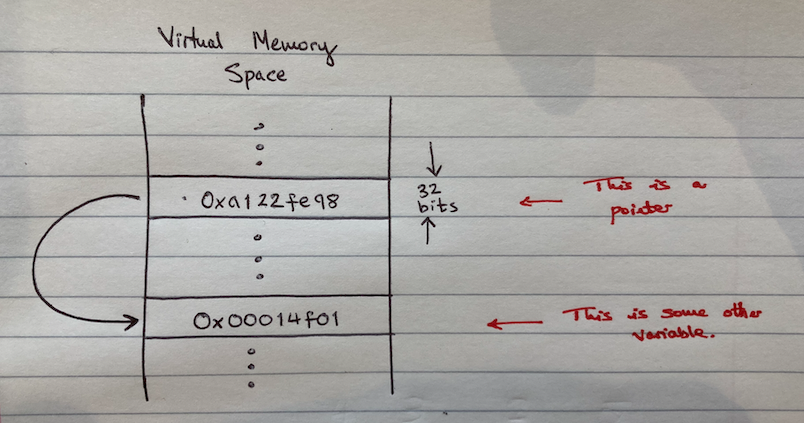 Virtual Memory
Space
0xa122fe98
32
bits
This is a
pointer
0x00014f01
This is some other
variable.